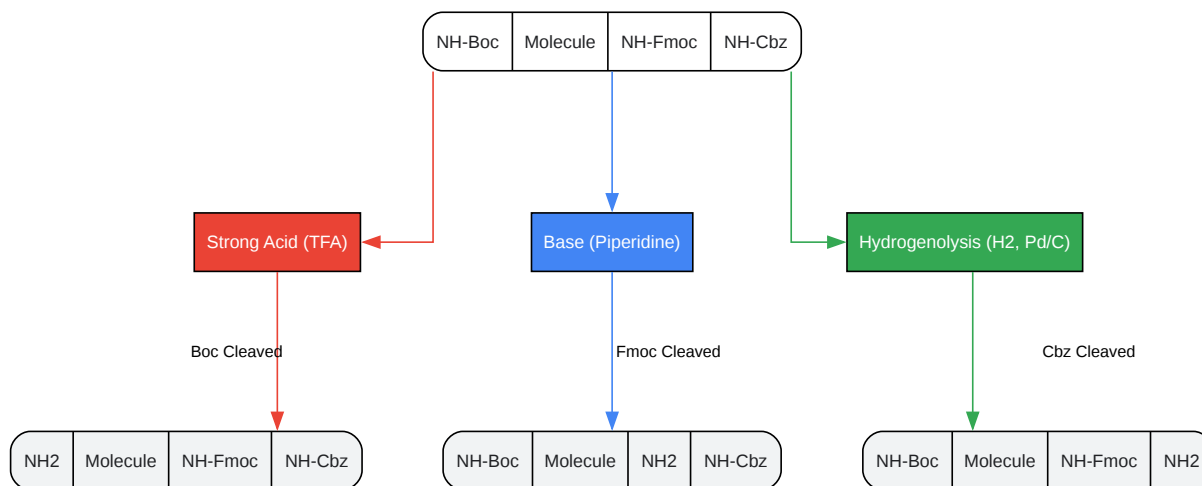 NH-Boc Molecule NH-Fmoc NH-Cbz
Strong Acid (TFA) Base (Piperidine) Hydrogenolysis (H2, Pd/C)
Boc Cleaved Fmoc Cleaved Cbz Cleaved
NH2 Molecule NH-Fmoc NH-Cbz NH-Boc Molecule NH2 NH-Cbz NH-Boc Molecule NH-Fmoc NH2